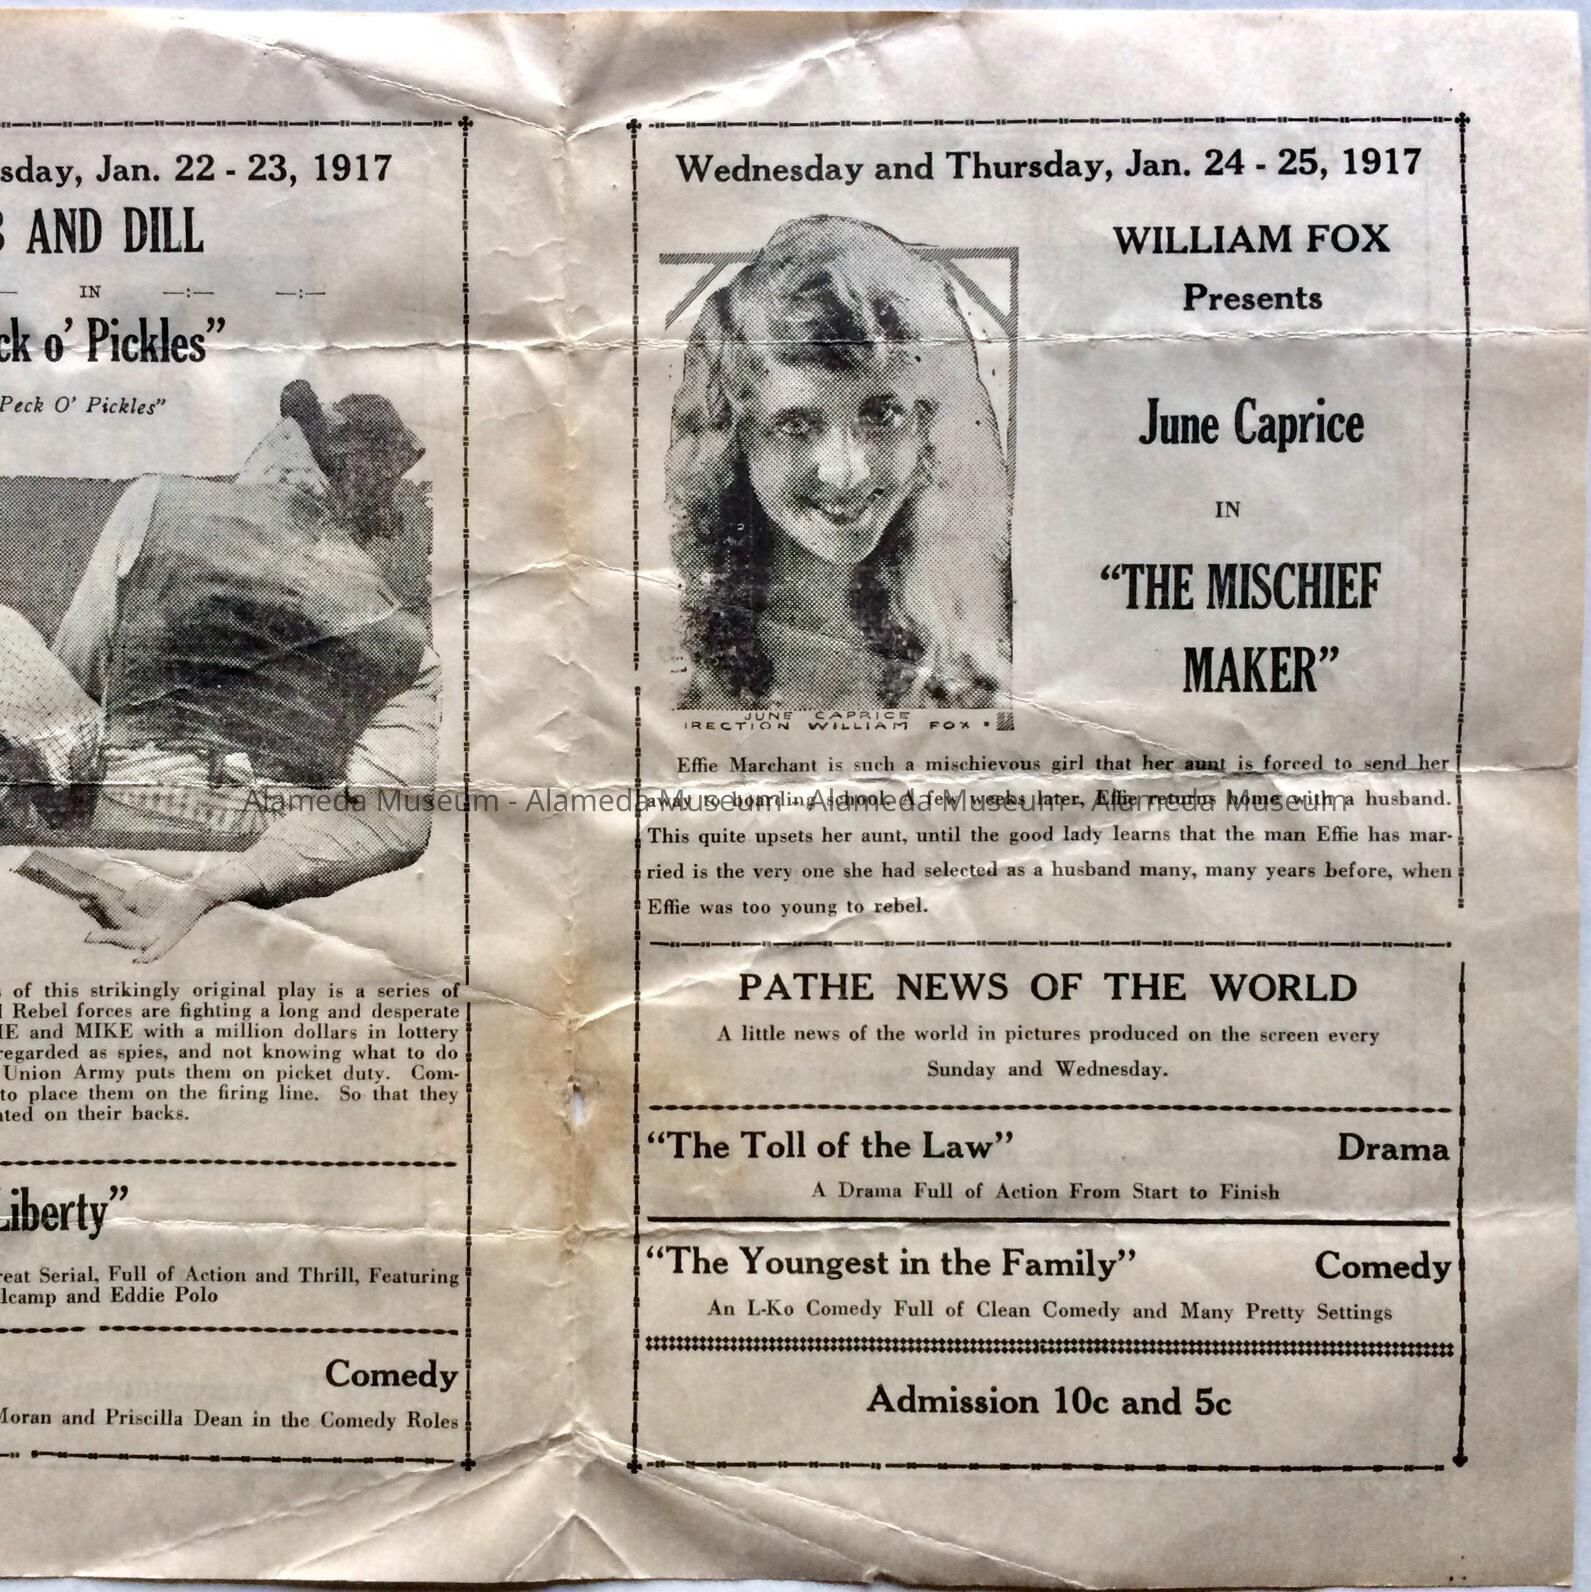 sday, Jan. 22 - 23, 1917
AND DILL
IN
ck o' Pickles"
Peck O' Pickles"
of this strikingly original play is a series of
Rebel forces are fighting a long and desperate
IE and MIKE with a million dollars in lottery
regarded as spies, and not knowing what to do
Union Army puts them on picket duty. Com-
to place them on the firing line. So that they
ated on their backs.
Liberty"
reat Serial, Full of Action and Thrill, Featuring
lcamp and Eddie Polo
Comedy
Moran and Priscilla Dean in the Comedy Roles
Wednesday and Thursday, Jan. 24 - 25, 1917
WILLIAM FOX
Presents
June Caprice
IN
"THE MISCHIEF
MAKER"
JUNE CAPRICE
IRECTION WILLIAM FOX
Effie Marchant is such a mischievous girl that her aunt is forced to send her
away to boarding school. A few weeks later, Effie returns home with a husband.
This quite upsets her aunt, until the good lady learns that the man Effie has mar-
ried is the very one she had selected as a husband many, many years before, when
Effie was too young to rebel.
PATHE NEWS OF THE WORLD
A little news of the world in pictures produced on the screen every
Sunday and Wednesday.
"The Toll of the Law" Drama
A Drama Full of Action From Start to Finish
"The Youngest in the Family" Comedy
An L-Ko Comedy Full of Clean Comedy and Many Pretty Settings
Admission 10c and 5c
Alameda Museum - Alameda Museum - Alameda Museum - Alameda Museum